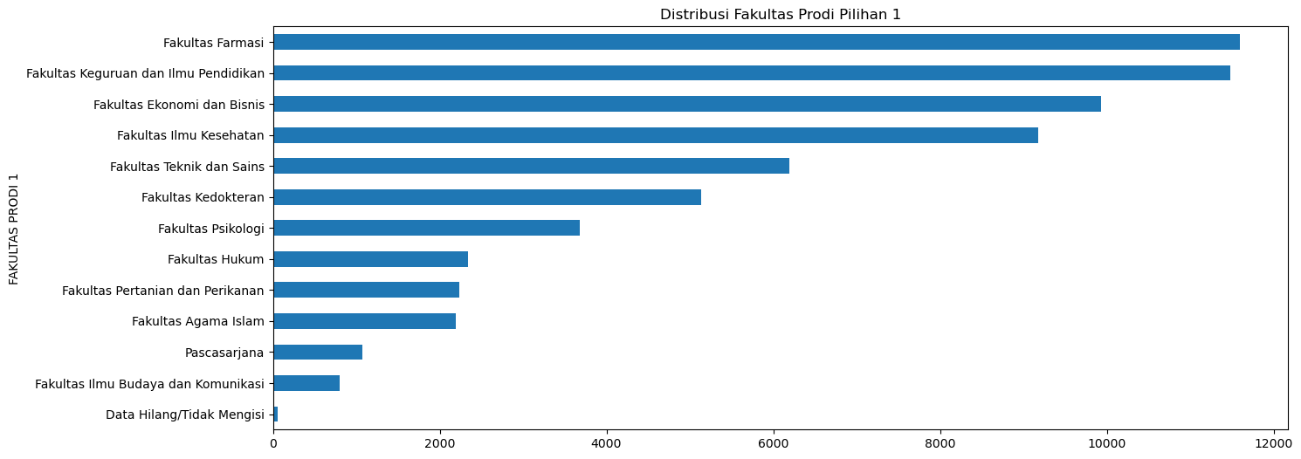 Distribusi Fakultas Prodi Pilihan 1
FAKULTAS PRODI 1
Fakultas Farmasi
Fakultas Keguruan dan Ilmu Pendidikan
Fakultas Ekonomi dan Bisnis
Fakultas Ilmu Kesehatan
Fakultas Teknik dan Sains
Fakultas Kedokteran
Fakultas Psikologi
Fakultas Hukum
Fakultas Pertanian dan Perikanan
Fakultas Agama Islam
Pascasarjana
Fakultas Ilmu Budaya dan Komunikasi
Data Hilang/Tidak Mengisi
0 2000 4000 6000 8000 10000 12000